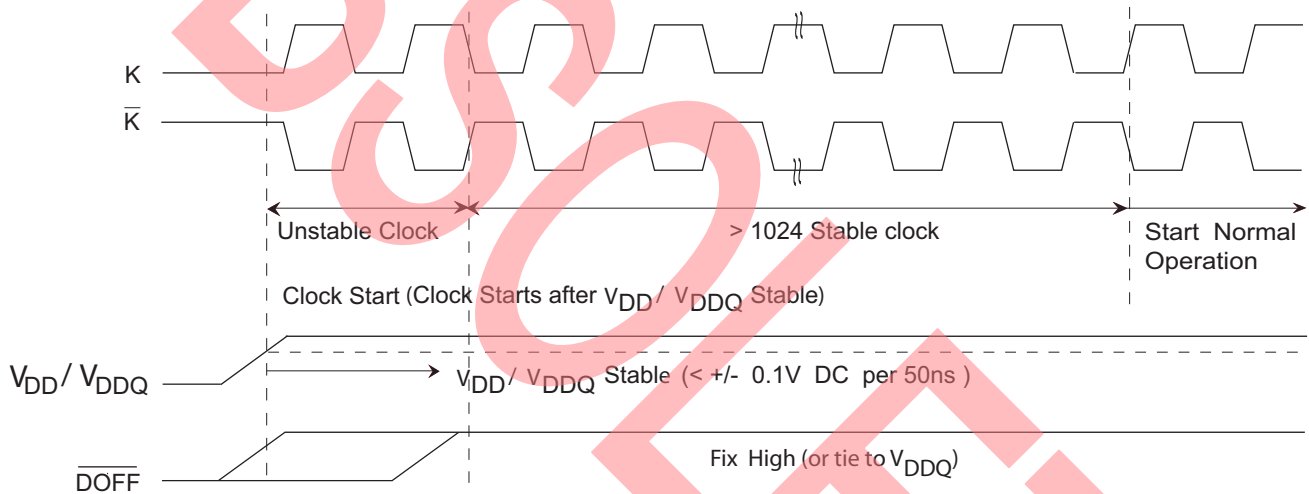 K
K̅
Unstable Clock
> 1024 Stable clock
Start Normal
Operation
Clock Start (Clock Starts after VDD/ VDDQ Stable)
VDD/ VDDQ
VDD/ VDDQ Stable (< +/- 0.1V DC per 50ns )
Fix High (or tie to VDDQ)
D̅O̅F̅F̅